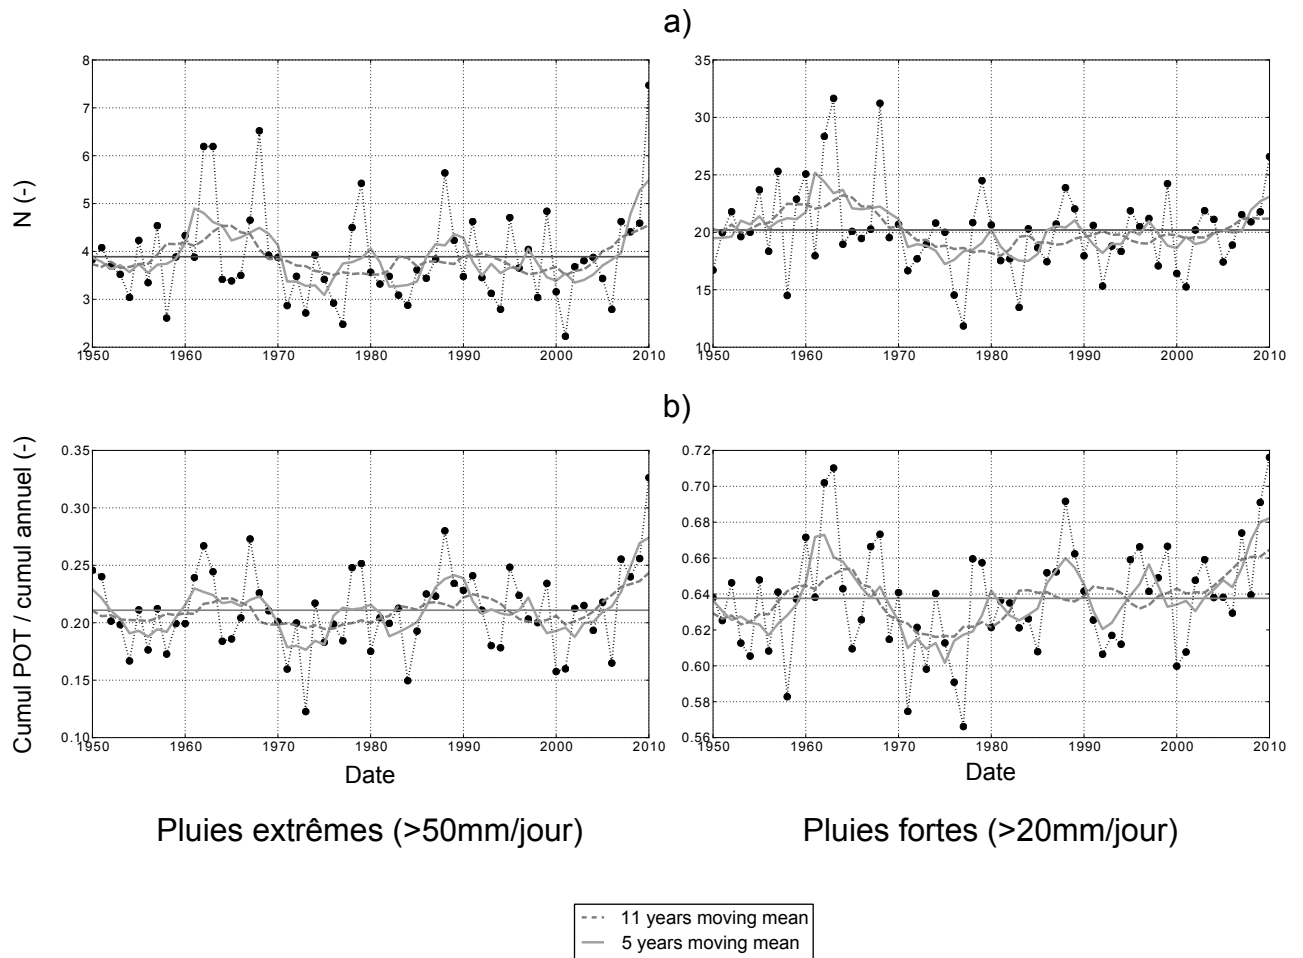 a)
8
7
6
5
4
3
2
N (-)
1950 1960 1970 1980 1990 2000 2010
35
30
25
20
15
10
1950 1960 1970 1980 1990 2000 2010
b)
0.35
0.30
0.25
0.20
0.15
0.10
Cumul POT / cumul annuel (-)
1950 1960 1970 1980 1990 2000 2010
Date
0.72
0.70
0.68
0.66
0.64
0.62
0.60
0.58
0.56
1950 1960 1970 1980 1990 2000 2010
Date
Pluies extrêmes (>50mm/jour)
Pluies fortes (>20mm/jour)
11 years moving mean
5 years moving mean